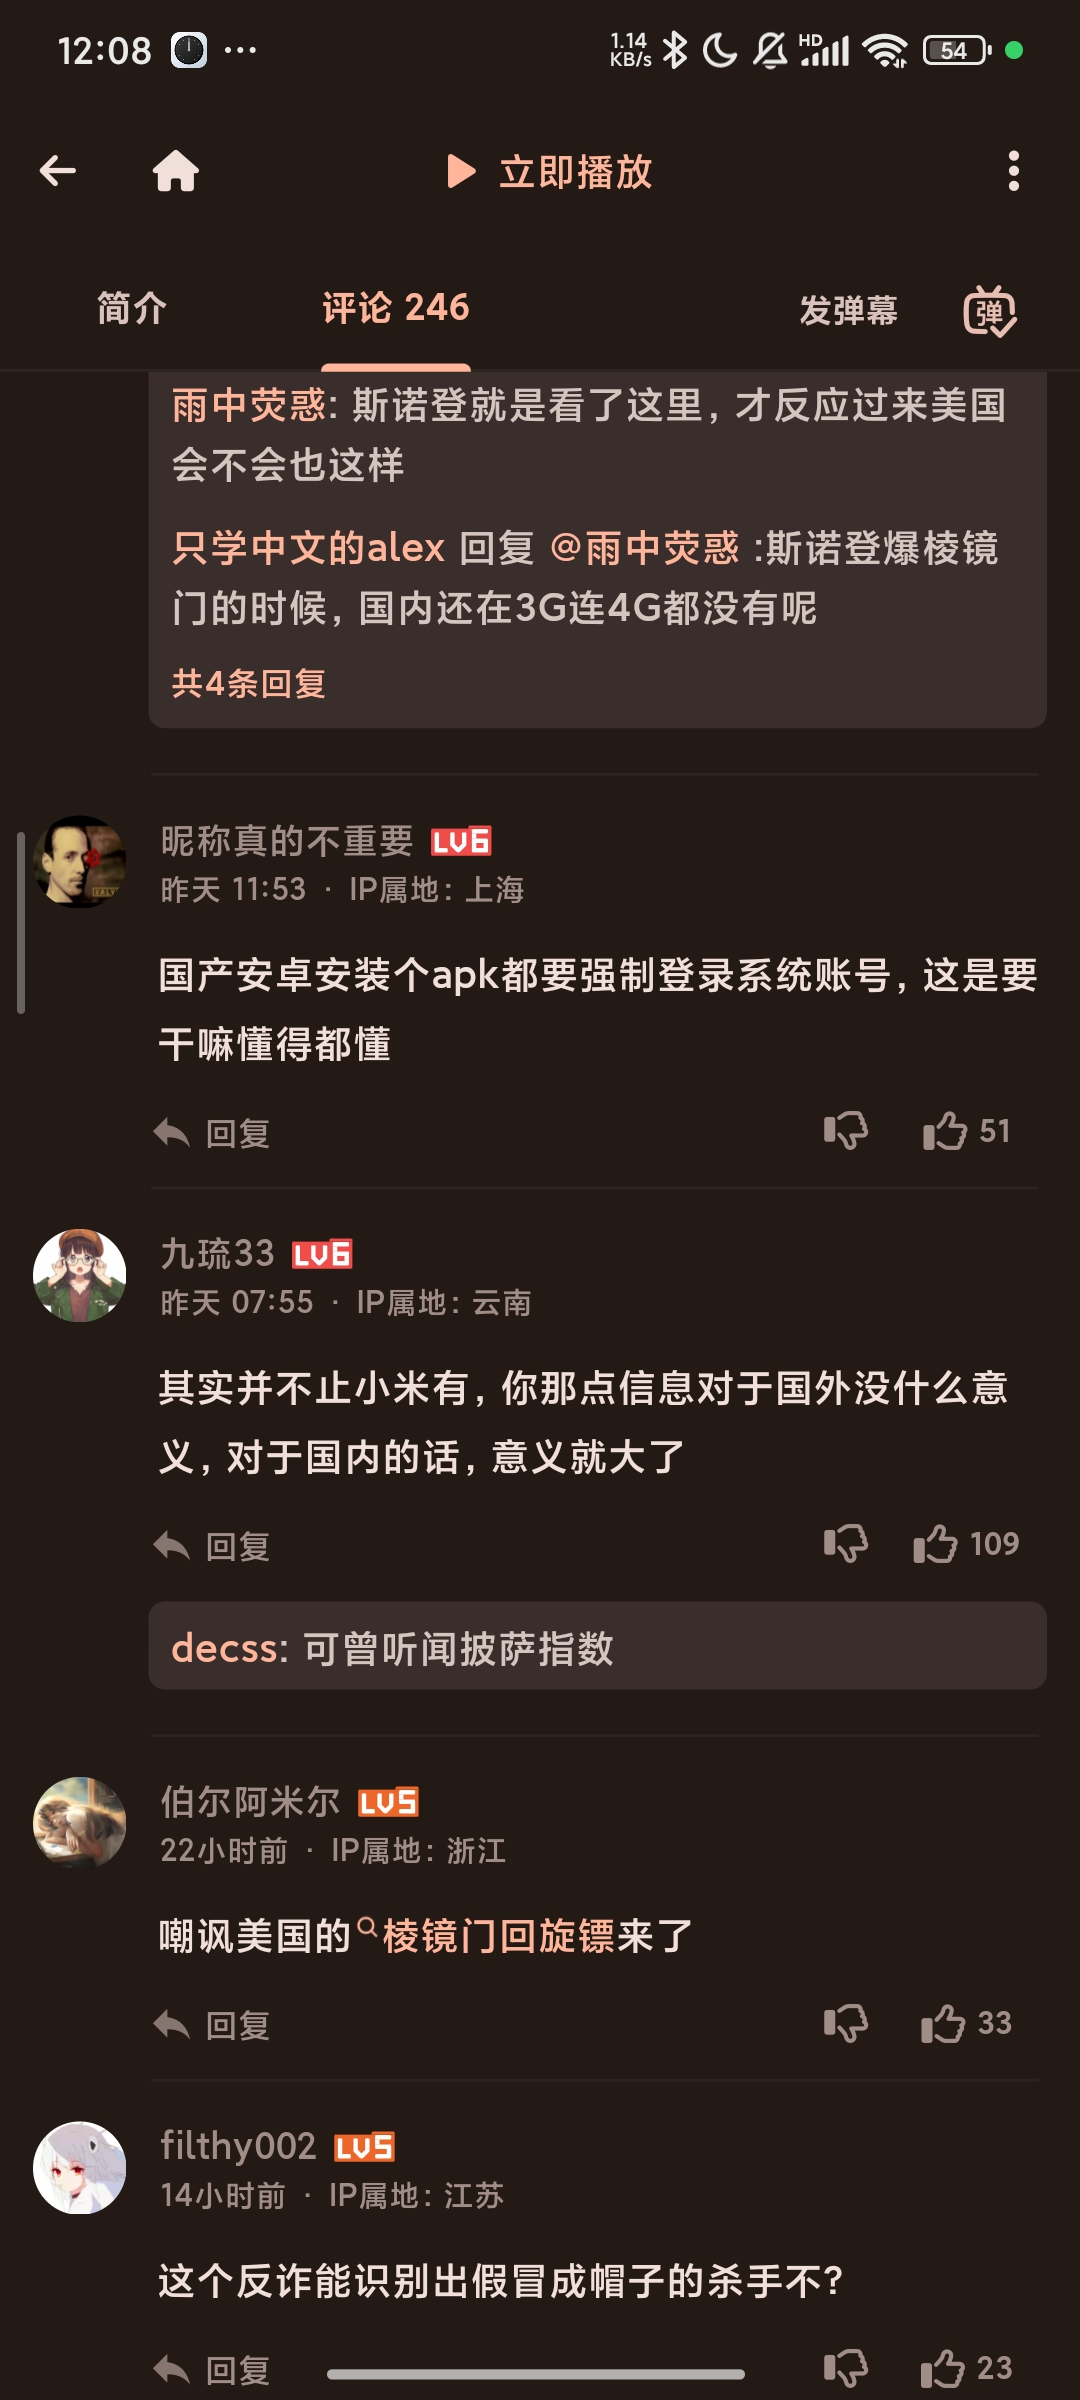 12:08
1.14
KB/s
HD
54
立即播放
简介
评论 246
发弹幕
弹
雨中荧惑: 斯诺登就是看了这里，才反应过来美国
会不会也这样
只学中文的alex 回复 @雨中荧惑 :斯诺登爆棱镜
门的时候，国内还在3G连4G都没有呢
共4条回复
昵称真的不重要 LV6
昨天 11:53 · IP属地：上海
国产安卓安装个apk都要强制登录系统账号，这是要
干嘛懂得都懂
回复
51
九琉33 LV6
昨天 07:55 · IP属地：云南
其实并不止小米有，你那点信息对于国外没什么意
义，对于国内的话，意义就大了
回复
109
decss: 可曾听闻披萨指数
伯尔阿米尔 LV5
22小时前 · IP属地：浙江
嘲讽美国的棱镜门回旋镖来了
回复
33
filthy002 LV5
14小时前 · IP属地：江苏
这个反诈能识别出假冒成帽子的杀手不？
回复
23